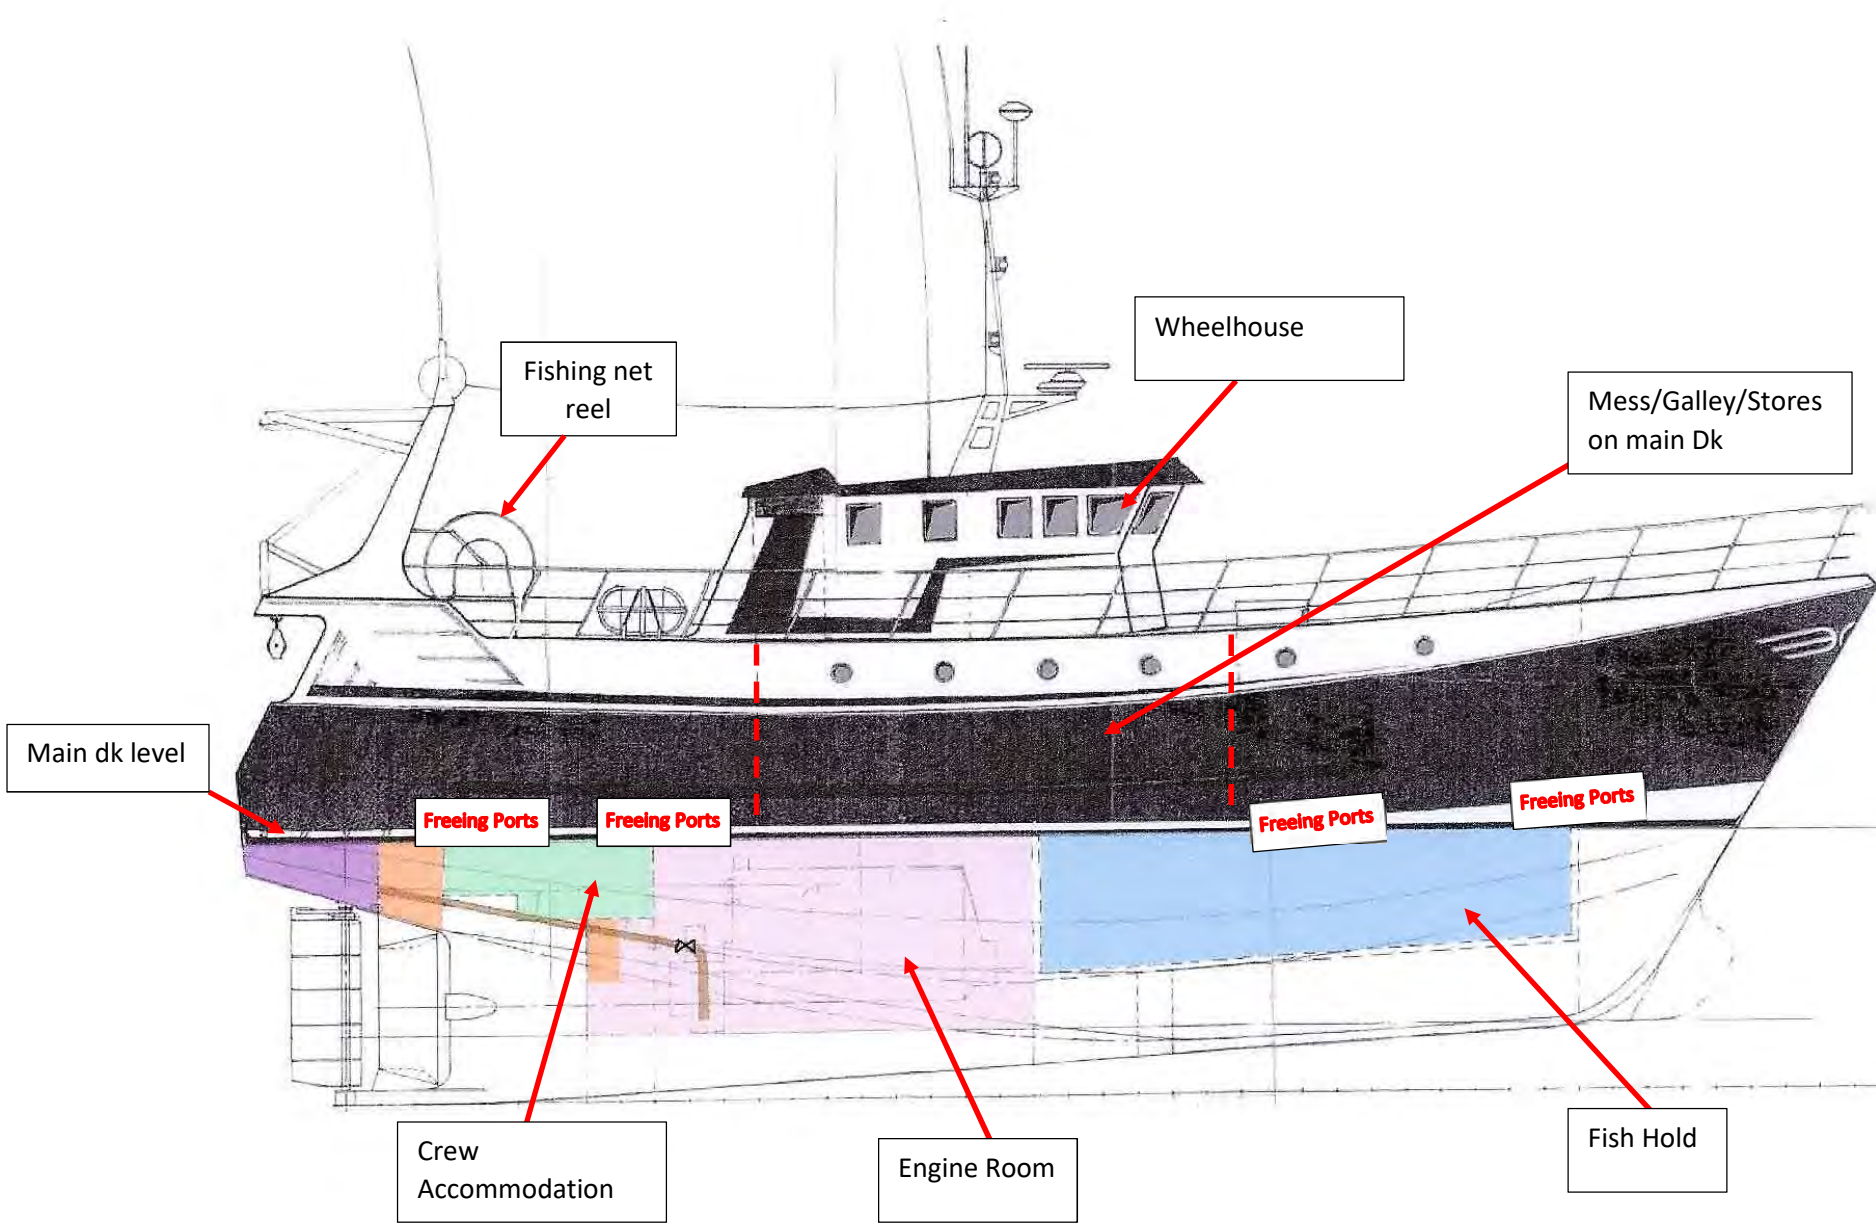 Wheelhouse
Fishing net
reel
Mess/Galley/Stores
on main Dk
Main dk level
Freeing Ports
Freeing Ports
Freeing Ports
Freeing Ports
Crew
Accommodation
Engine Room
Fish Hold